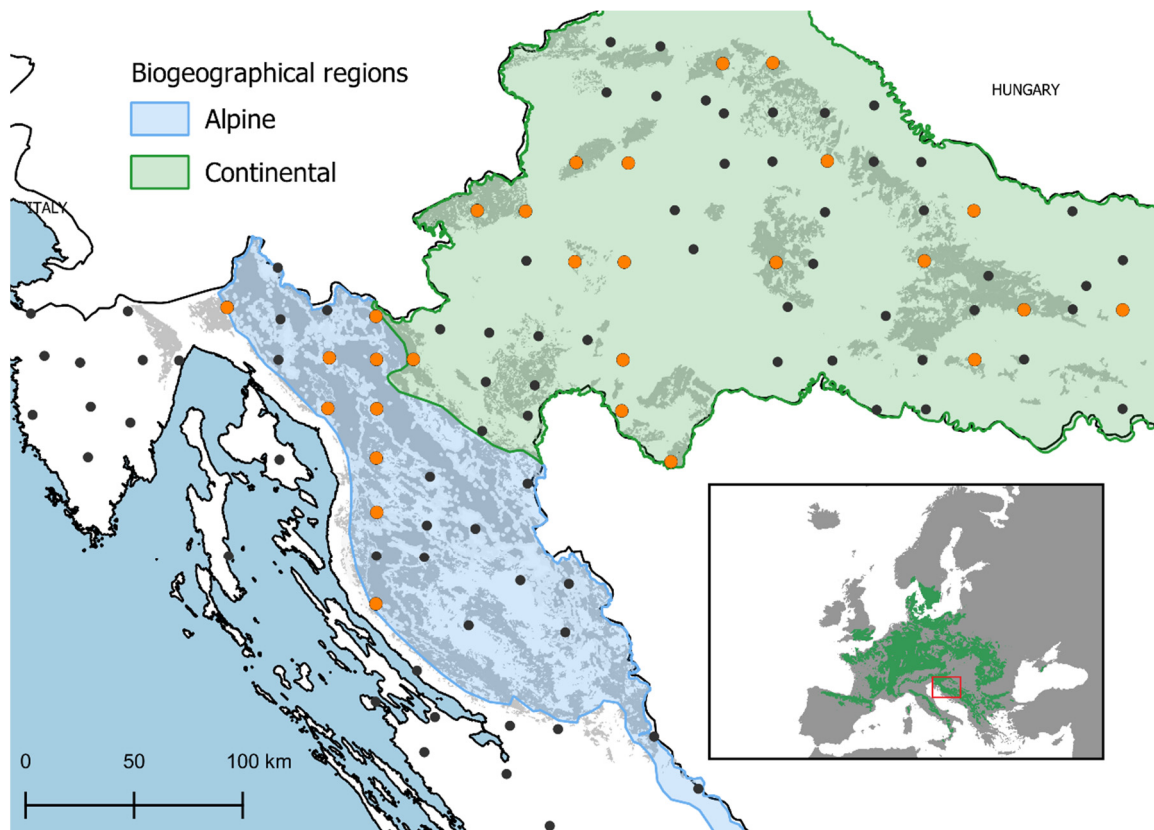 Biogeographical regions
HUNGARY
Alpine
Continental
ITALY
0 50 100 km